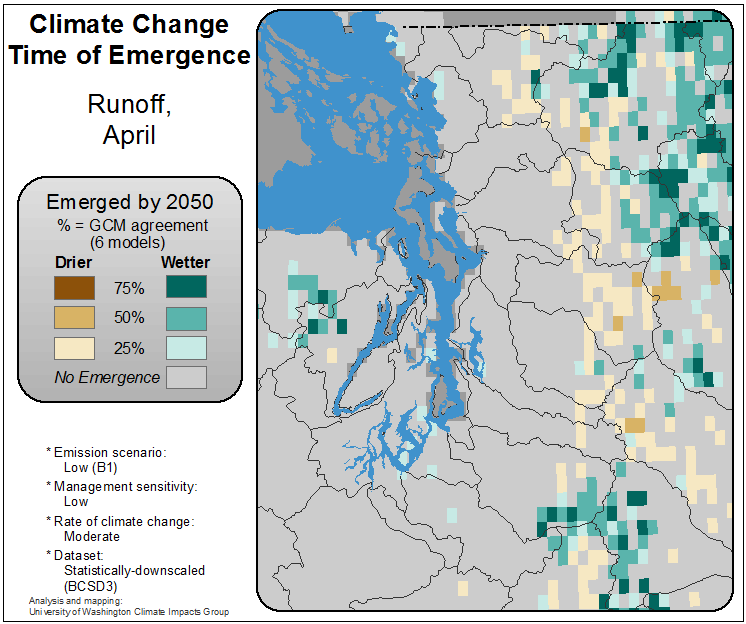 Climate Change
Time of Emergence
Runoff,
April
Emerged by 2050
% = GCM agreement
(6 models)
Drier Wetter
75%
50%
25%
No Emergence
* Emission scenario:
Low (B1)
* Management sensitivity:
Low
* Rate of climate change:
Moderate
* Dataset:
Statistically-downscaled
(BCSD3)
Analysis and mapping:
University of Washington Climate Impacts Group